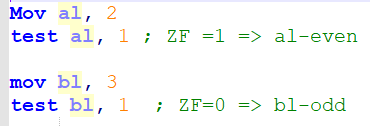 Mov al, 2
test al, 1 ; ZF =1 => al-even
mov bl, 3
test bl, 1 ; ZF=0 => bl-odd